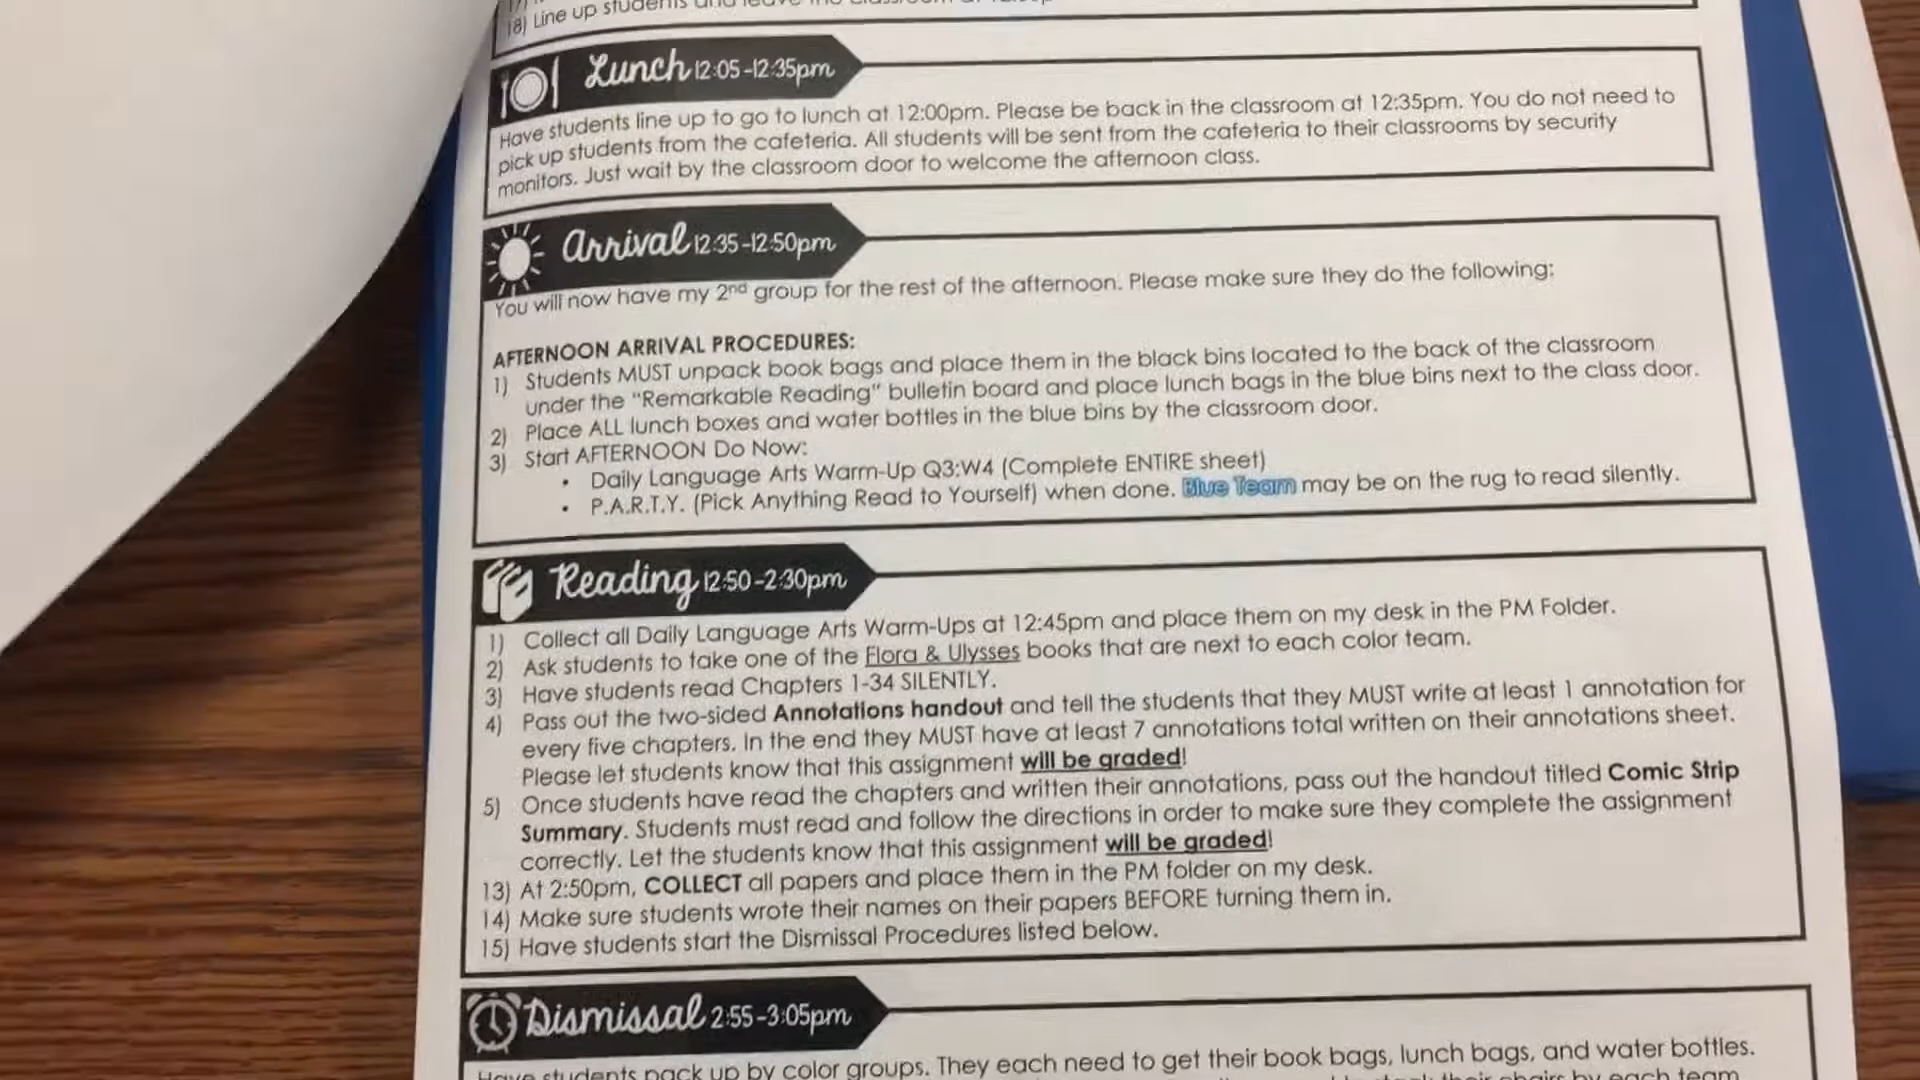 18) Line up students and leave the classroom at
Lunch 12:05-12:35pm
Have students line up to go to lunch at 12:00pm. Please be back in the classroom at 12:35pm. You do not need to
pick up students from the cafeteria. All students will be sent from the cafeteria to their classrooms by security
monitors. Just wait by the classroom door to welcome the afternoon class.
Arrival 12:35-12:50pm
You will now have my 2nd group for the rest of the afternoon. Please make sure they do the following:
AFTERNOON ARRIVAL PROCEDURES:
1) Students MUST unpack book bags and place them in the black bins located to the back of the classroom
under the "Remarkable Reading" bulletin board and place lunch bags in the blue bins next to the class door.
2) Place ALL lunch boxes and water bottles in the blue bins by the classroom door.
3) Start AFTERNOON Do Now:
• Daily Language Arts Warm-Up Q3:W4 (Complete ENTIRE sheet)
• P.A.R.T.Y. (Pick Anything Read to Yourself) when done. Blue Team may be on the rug to read silently.
Reading 12:50-2:30pm
1) Collect all Daily Language Arts Warm-Ups at 12:45pm and place them on my desk in the PM Folder.
2) Ask students to take one of the Flora & Ulysses books that are next to each color team.
3) Have students read Chapters 1-34 SILENTLY.
4) Pass out the two-sided Annotations handout and tell the students that they MUST write at least 1 annotation for
every five chapters. In the end they MUST have at least 7 annotations total written on their annotations sheet.
Please let students know that this assignment will be graded!
5) Once students have read the chapters and written their annotations, pass out the handout titled Comic Strip
Summary. Students must read and follow the directions in order to make sure they complete the assignment
correctly. Let the students know that this assignment will be graded!
13) At 2:50pm, COLLECT all papers and place them in the PM folder on my desk.
14) Make sure students wrote their names on their papers BEFORE turning them in.
15) Have students start the Dismissal Procedures listed below.
Dismissal 2:55-3:05pm
Have students pack up by color groups. They each need to get their book bags, lunch bags, and water bottles.
their chairs by each team